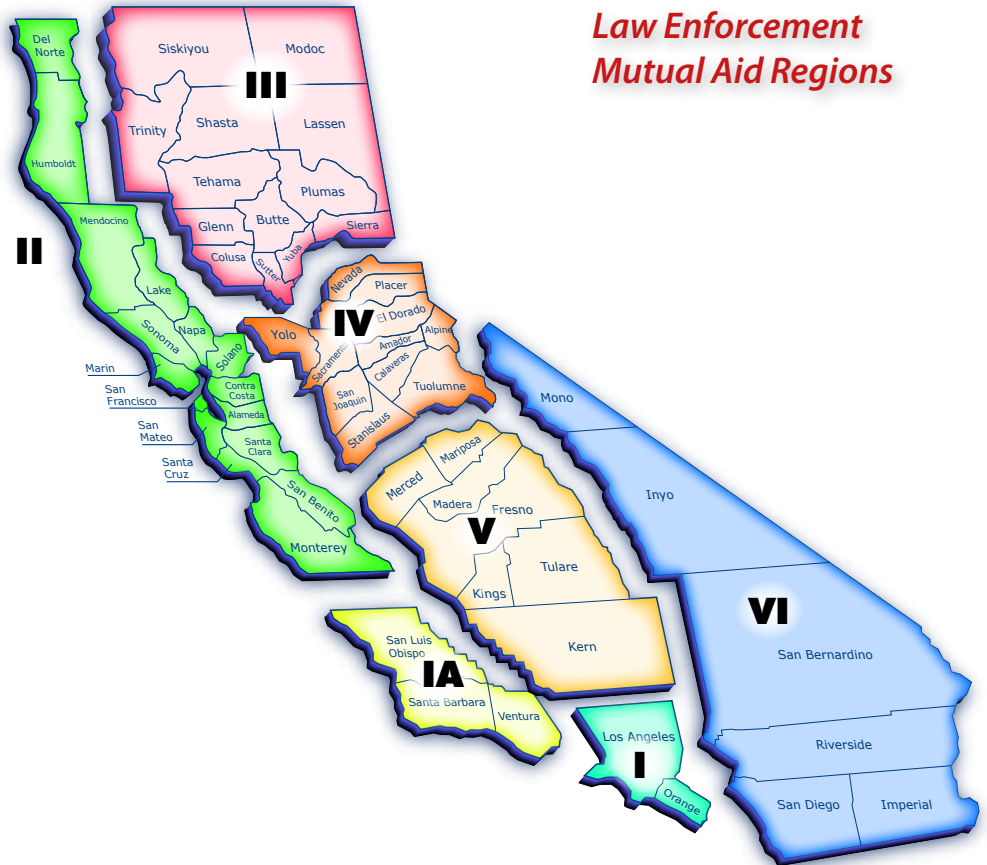 Law Enforcement
Mutual Aid Regions
Del
Norte
Siskiyou
Modoc
III
Trinity
Shasta
Lassen
Humboldt
Tehama
Plumas
Mendocino
Glenn
Butte
Sierra
II
Colusa
Sutter
Yuba
Lake
Nevada
Placer
Sonoma
Napa
Yolo
IV
El Dorado
Alpine
Solano
Sacramento
Amador
Calaveras
Marin
San
Francisco
Contra
Costa
Alameda
San
Joaquin
Tuolumne
Stanislaus
San
Mateo
Santa
Clara
Santa
Cruz
San Benito
Monterey
Mono
Inyo
Merced
Mariposa
Madera
Fresno
V
Tulare
Kings
Kern
VI
San Bernardino
San Luis
Obispo
IA
Santa Barbara
Ventura
Los Angeles
I
Orange
Riverside
San Diego
Imperial